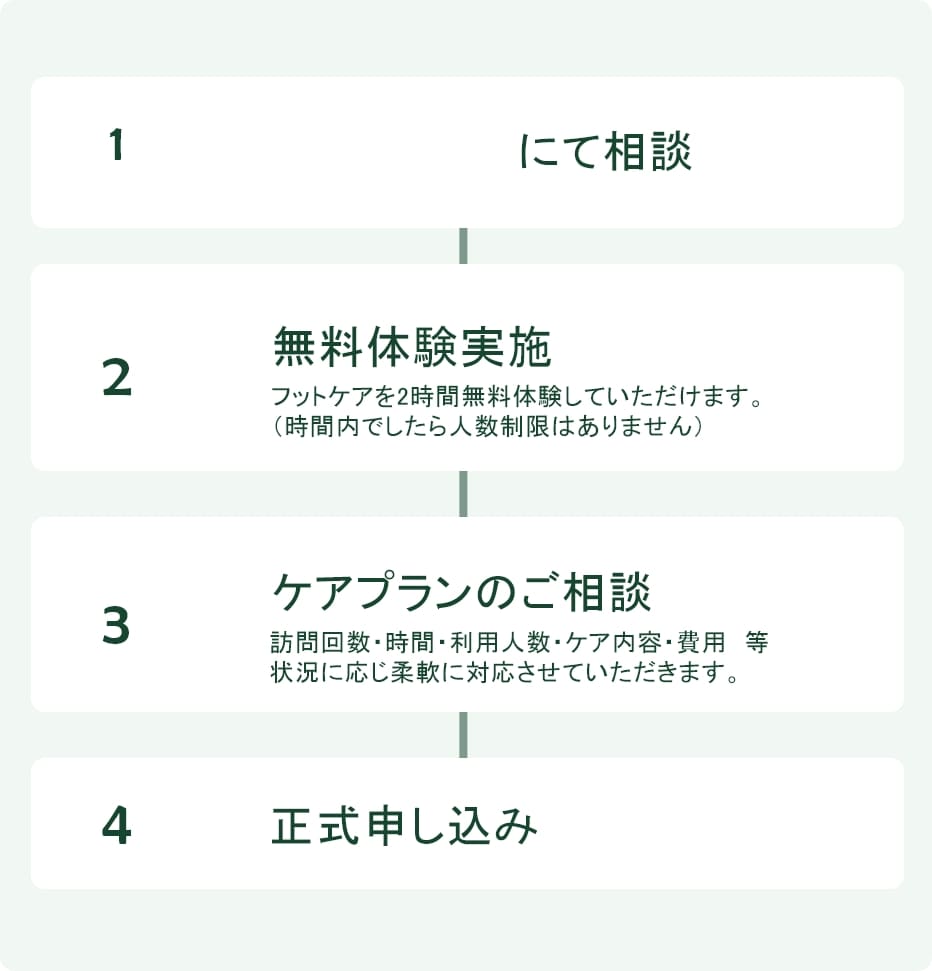 1
にて相談
2
無料体験実施
フットケアを2時間無料体験していただけます。
（時間内でしたら人数制限はありません）
3
ケアプランのご相談
訪問回数・時間・利用人数・ケア内容・費用　等
状況に応じ柔軟に対応させていただきます。
4
正式申し込み